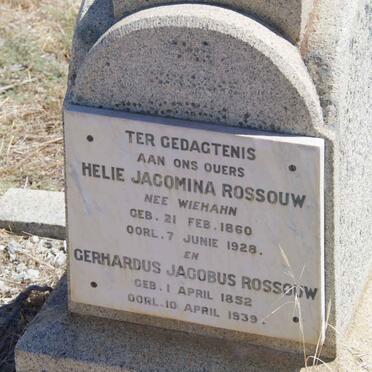 TER GEDAGTENIS
AAN ONS OUERS
HELIE JACOMINA ROSSOUW
NEE WIEHAHN
GEB. 21 FEB. 1860
OORL. 7 JUNIE 1928.
EN
GERHARDUS JACOBUS ROSSOUW
GEB. 1 APRIL 1852
OORL. 10 APRIL 1939.